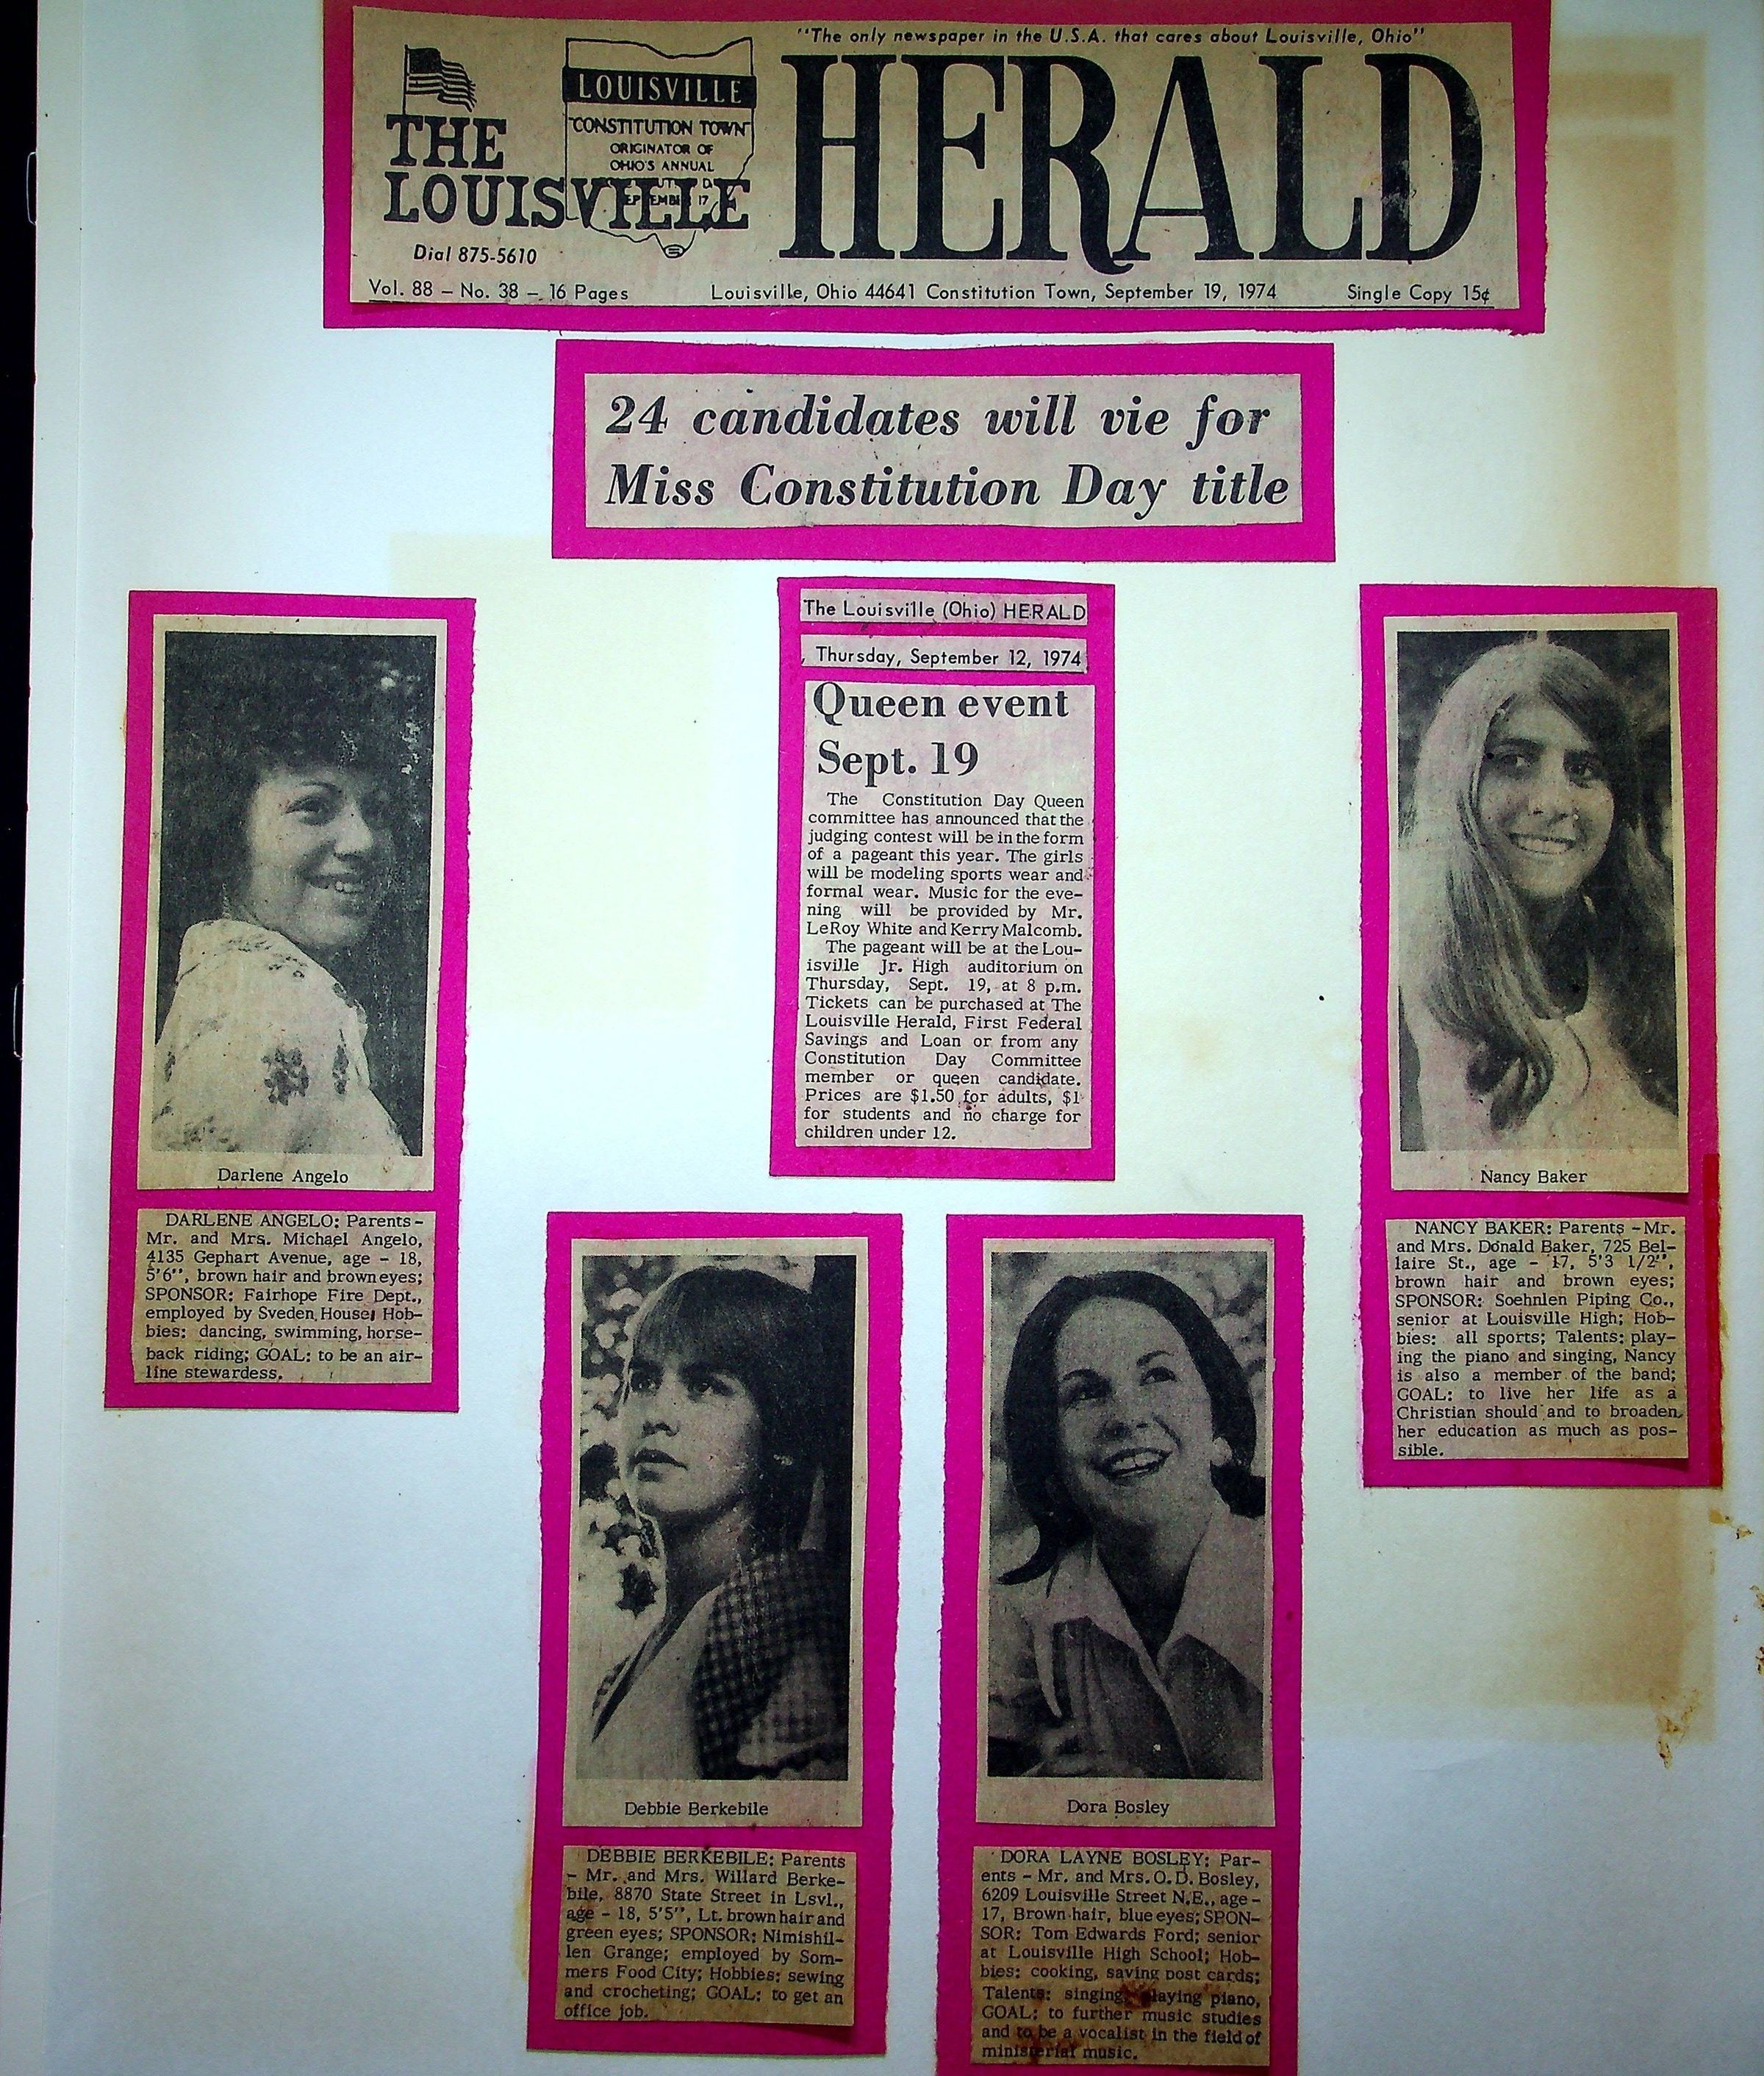 "The only newspaper in the U.S.A. that cares about Louisville, Ohio"
LOUISVILLE
CONSTITUTION TOWN
ORIGINATOR OF
OHIO'S ANNUAL
17
THE
LOUISVILLE
HERALD
Dial 875-5610
Vol. 88 – No. 38 – 16 Pages Louisville, Ohio 44641 Constitution Town, September 19, 1974 Single Copy 15¢
24 candidates will vie for
Miss Constitution Day title
The Louisville (Ohio) HERALD
, Thursday, September 12, 1974
Queen event
Sept. 19
The Constitution Day Queen
committee has announced that the
judging contest will be in the form
of a pageant this year. The girls
will be modeling sports wear and
formal wear. Music for the eve-
ning will be provided by Mr.
LeRoy White and Kerry Malcomb.
The pageant will be at the Lou-
isville Jr. High auditorium on
Thursday, Sept. 19, at 8 p.m.
Tickets can be purchased at The
Louisville Herald, First Federal
Savings and Loan or from any
Constitution Day Committee
member or queen candidate.
Prices are $1.50 for adults, $1
for students and no charge for
children under 12.
Darlene Angelo
DARLENE ANGELO: Parents -
Mr. and Mrs. Michael Angelo,
4135 Gephart Avenue, age - 18,
5'6", brown hair and brown eyes;
SPONSOR: Fairhope Fire Dept.,
employed by Sveden House; Hob-
bies: dancing, swimming, horse-
back riding; GOAL: to be an air-
line stewardess.
Nancy Baker
NANCY BAKER: Parents - Mr.
and Mrs. Donald Baker, 725 Bel-
laire St., age - 17, 5'3 1/2",
brown hair and brown eyes;
SPONSOR: Soehnlen Piping Co.,
senior at Louisville High; Hob-
bies: all sports; Talents: play-
ing the piano and singing, Nancy
is also a member of the band;
GOAL: to live her life as a
Christian should and to broaden
her education as much as pos-
sible.
Debbie Berkebile
DEBBIE BERKEBILE: Parents
- Mr. and Mrs. Willard Berke-
bile, 8870 State Street in Lsvl.,
age - 18, 5'5", Lt. brown hair and
green eyes; SPONSOR: Nimishil-
len Grange; employed by Som-
mers Food City; Hobbies: sewing
and crocheting; GOAL: to get an
office job.
Dora Bosley
DORA LAYNE BOSLEY: Par-
ents - Mr. and Mrs. O.D. Bosley,
6209 Louisville Street N.E., age -
17, Brown hair, blue eyes; SPON-
SOR: Tom Edwards Ford; senior
at Louisville High School; Hob-
bies: cooking, saving post cards;
Talents: singing, playing piano,
GOAL: to further music studies
and to be a vocalist in the field of
ministerial music.